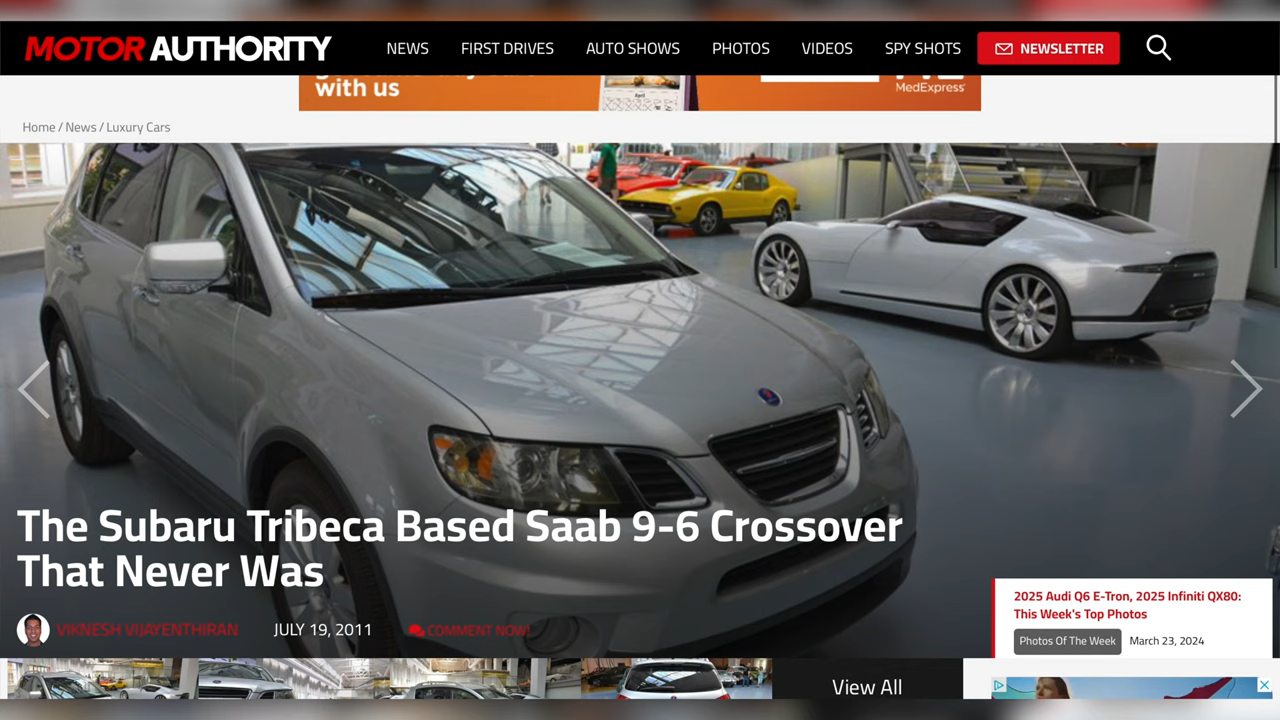 MOTOR AUTHORITY
NEWS
FIRST DRIVES
AUTO SHOWS
PHOTOS
VIDEOS
SPY SHOTS
NEWSLETTER
with us
MedExpress
Home / News / Luxury Cars
The Subaru Tribeca Based Saab 9-6 Crossover
That Never Was
VIKNESH VIJAYENTHIRAN
JULY 19, 2011
COMMENT NOW!
2025 Audi Q6 E-Tron, 2025 Infiniti QX80:
This Week's Top Photos
Photos Of The Week
March 23, 2024
View All